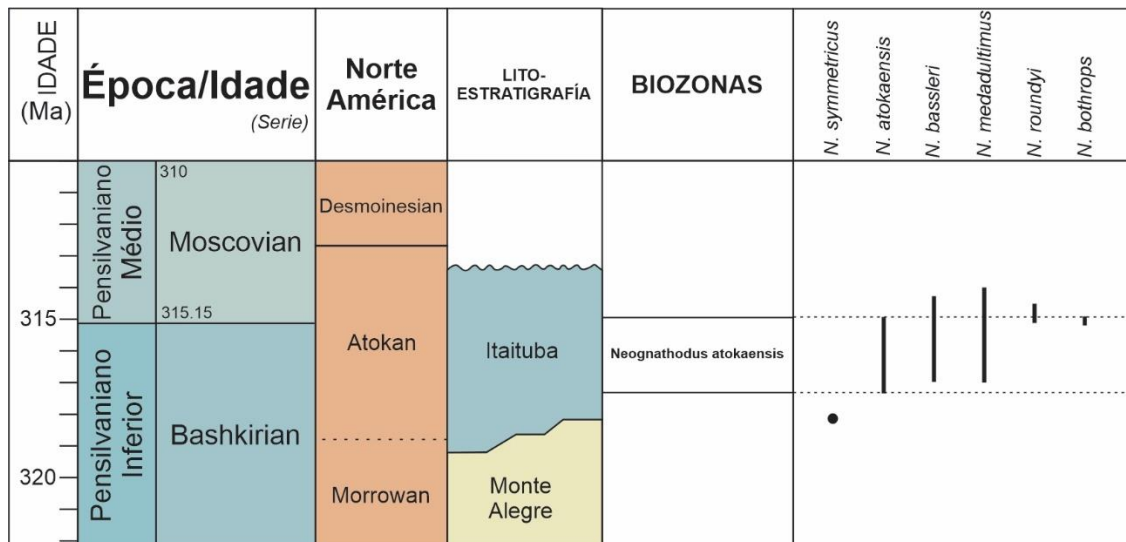 IDADE
(Ma)
Época/Idade
(Serie)
Norte
América
LITO-
ESTRATIGRAFÍA
BIOZONAS
N. symmetricus
N. atokaensis
N. bassleri
N. medadultimus
N. roundyi
N. bothrops
310
Pensilvaniano
Médio
Moscovian
315.15
Desmoinesian
315
Pensilvaniano
Inferior
Bashkirian
Atokan
Itaituba
Neognathodus atokaensis
320
Morrowan
Monte
Alegre